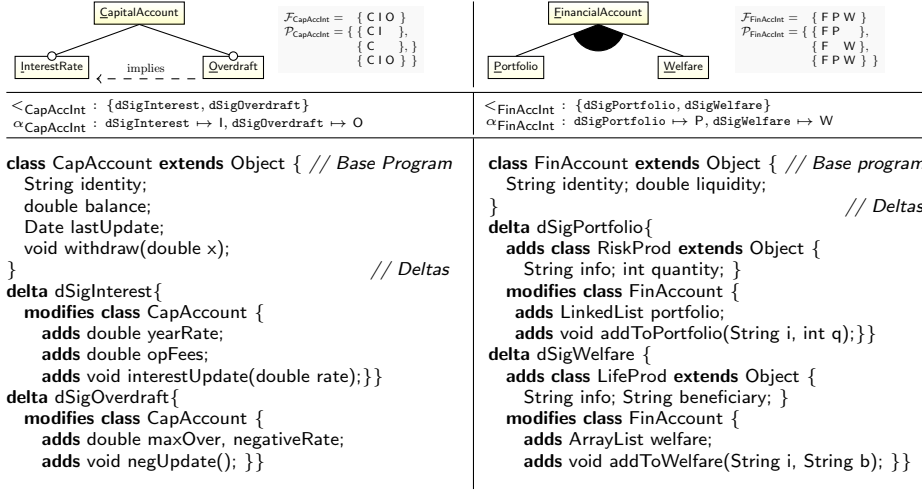 CapitalAccount
InterestRate
Overdraft
implies
F_CapAccInt = { C I O }
P_CapAccInt = { { C I },
{ C }, }
{ C I O } }
<_CapAccInt : {dSigInterest, dSigOverdraft}
α_CapAccInt : dSigInterest ↦ I, dSigOverdraft ↦ O
class CapAccount extends Object { // Base Program
String identity;
double balance;
Date lastUpdate;
void withdraw(double x);
} // Deltas
delta dSigInterest{
modifies class CapAccount {
adds double yearRate;
adds double opFees;
adds void interestUpdate(double rate);}}
delta dSigOverdraft{
modifies class CapAccount {
adds double maxOver, negativeRate;
adds void negUpdate(); }}
FinancialAccount
Portfolio
Welfare
F_FinAccInt = { F P W }
P_FinAccInt = { { F P },
{ F W },
{ F P W } }
<_FinAccInt : {dSigPortfolio, dSigWelfare}
α_FinAccInt : dSigPortfolio ↦ P, dSigWelfare ↦ W
class FinAccount extends Object { // Base program
String identity; double liquidity;
} // Deltas
delta dSigPortfolio{
adds class RiskProd extends Object {
String info; int quantity; }
modifies class FinAccount {
adds LinkedList portfolio;
adds void addToPortfolio(String i, int q);}}
delta dSigWelfare {
adds class LifeProd extends Object {
String info; String beneficiary; }
modifies class FinAccount {
adds ArrayList welfare;
adds void addToWelfare(String i, String b); }}